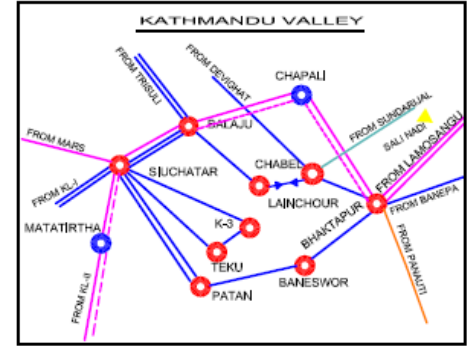 KATHMANDU VALLEY
FROM TRISULI
FROM DEVIGHAT
CHAPALI
BALAJU
FROM SUNDARIJAL
SALI NADI
FROM LAMOSANGU
FROM MARS
SIUCHATAR
CHABEL
FROM KL-I
LAINCHOUR
K-3
BHAKTAPUR
FROM BANEPA
MATATIRTHA
TEKU
FROM PANAUTI
BANESWOR
FROM KL-II
PATAN